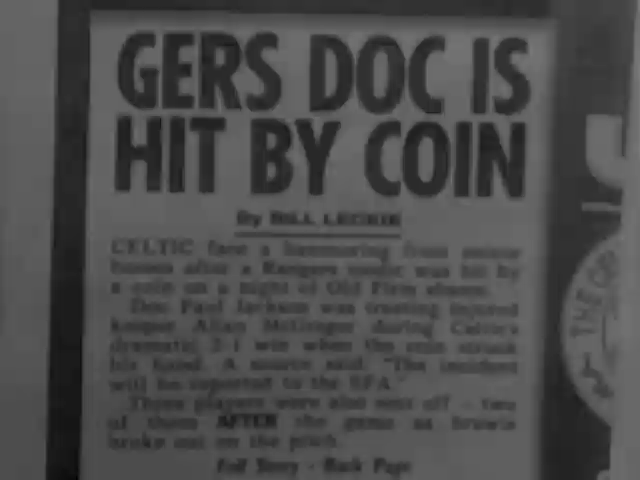 GERS DOC IS
HIT BY COIN
By BILL LECKIE
CELTIC face a hammering from soccer
bosses after a Rangers medic was hit by
a coin on a night of Old Firm shame.
Doc Paul Jackson was treating injured
keeper Allan McGregor during Celtic's
dramatic 2-1 win when the coin struck
his hand. A source said: "The incident
will be reported to the SFA."
Three players were also sent off - two
of them AFTER the game as brawls
broke out on the pitch.
Full Story - Back Page
THE